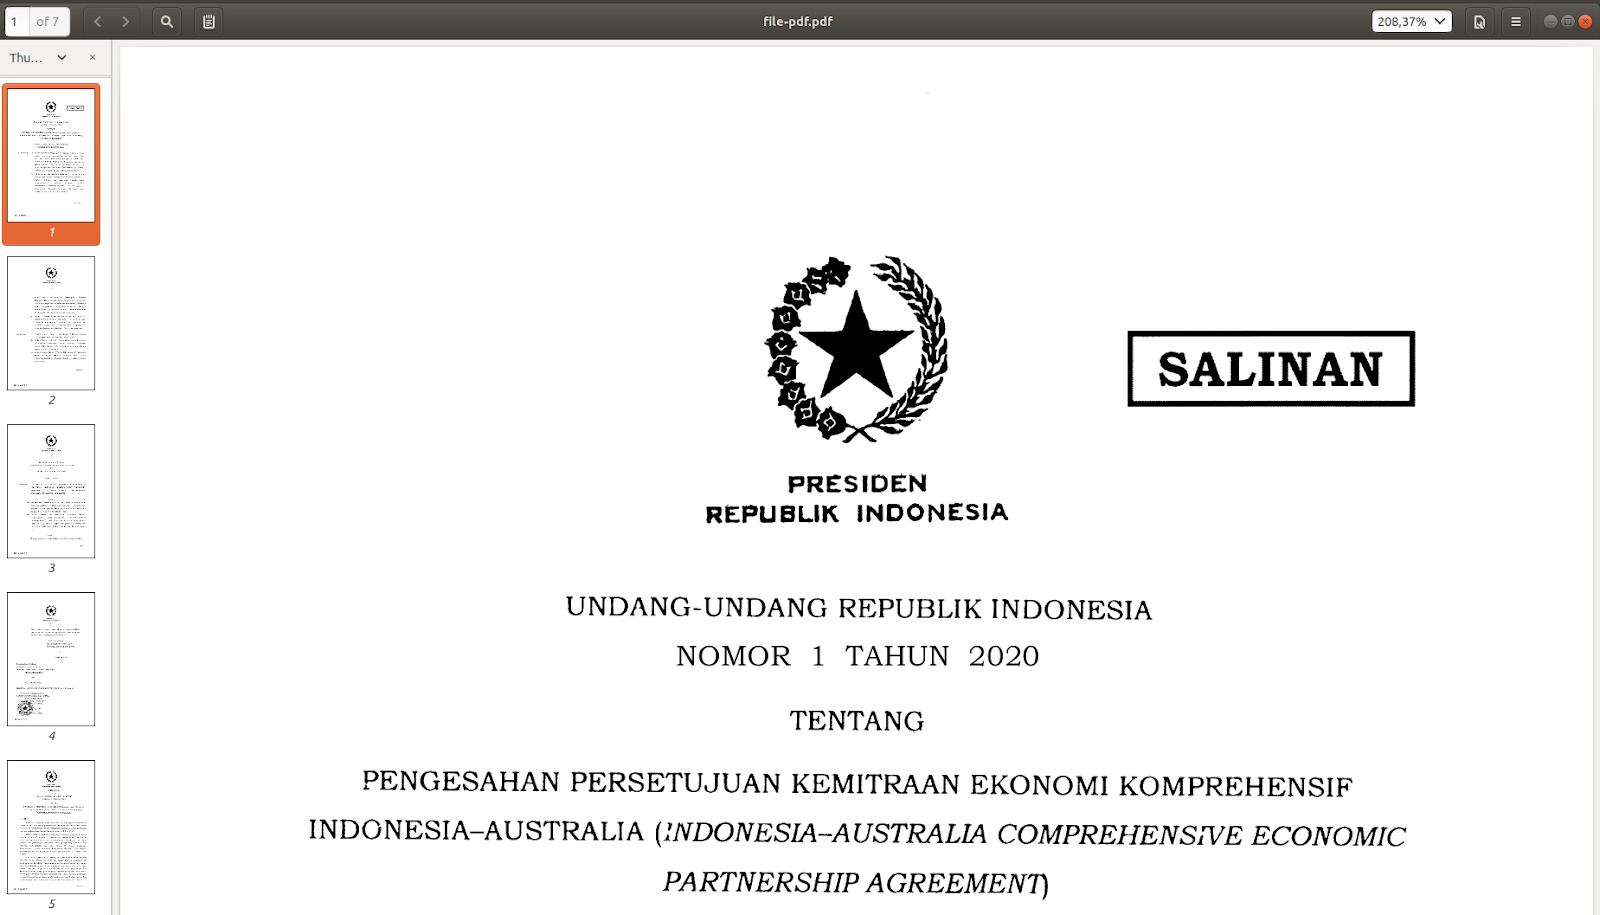 1 of 7
file-pdf.pdf
208,37%
Thu...
1
2
3
4
5
SALINAN
PRESIDEN
REPUBLIK INDONESIA
UNDANG-UNDANG REPUBLIK INDONESIA
NOMOR 1 TAHUN 2020
TENTANG
PENGESAHAN PERSETUJUAN KEMITRAAN EKONOMI KOMPREHENSIF
INDONESIA–AUSTRALIA (INDONESIA–AUSTRALIA COMPREHENSIVE ECONOMIC
PARTNERSHIP AGREEMENT)